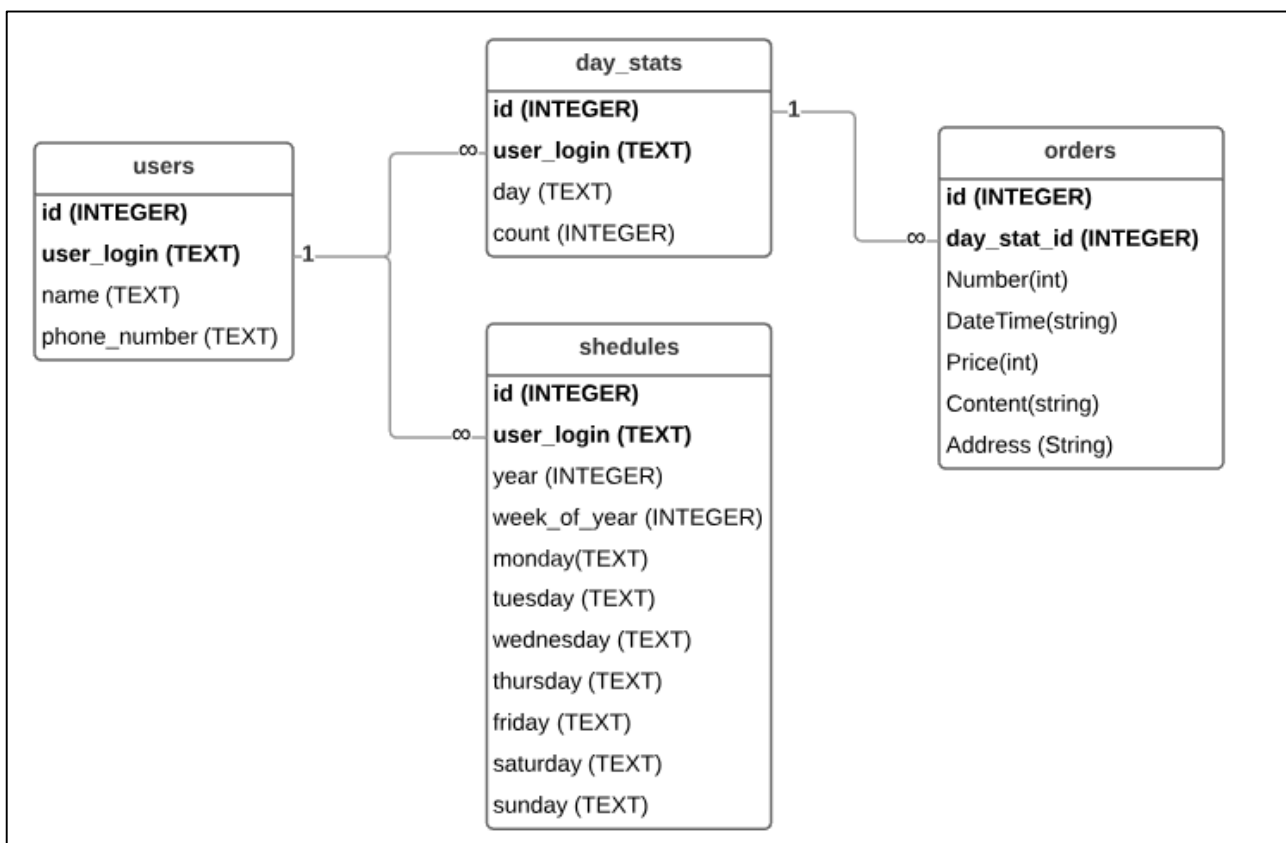 users
id (INTEGER)
user_login (TEXT)
name (TEXT)
phone_number (TEXT)
1
∞
∞
day_stats
id (INTEGER)
user_login (TEXT)
day (TEXT)
count (INTEGER)
shedules
id (INTEGER)
user_login (TEXT)
year (INTEGER)
week_of_year (INTEGER)
monday(TEXT)
tuesday (TEXT)
wednesday (TEXT)
thursday (TEXT)
friday (TEXT)
saturday (TEXT)
sunday (TEXT)
1
∞
orders
id (INTEGER)
day_stat_id (INTEGER)
Number(int)
DateTime(string)
Price(int)
Content(string)
Address (String)